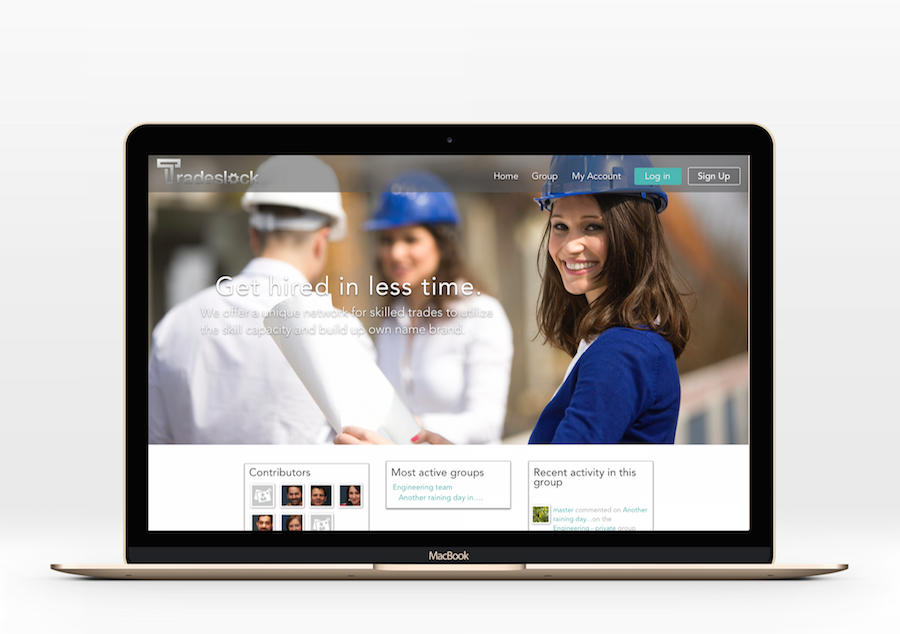 Tradeslock
Home Group My Account Log in Sign Up
Get hired in less time.
We offer a unique network for skilled trades to utilize
the skill capacity and build up own name brand.
Contributors
Most active groups
Engineering team
Another raining day in....
Recent activity in this
group
master commented on Another
raining day...on the
Engineering - private group
MacBook